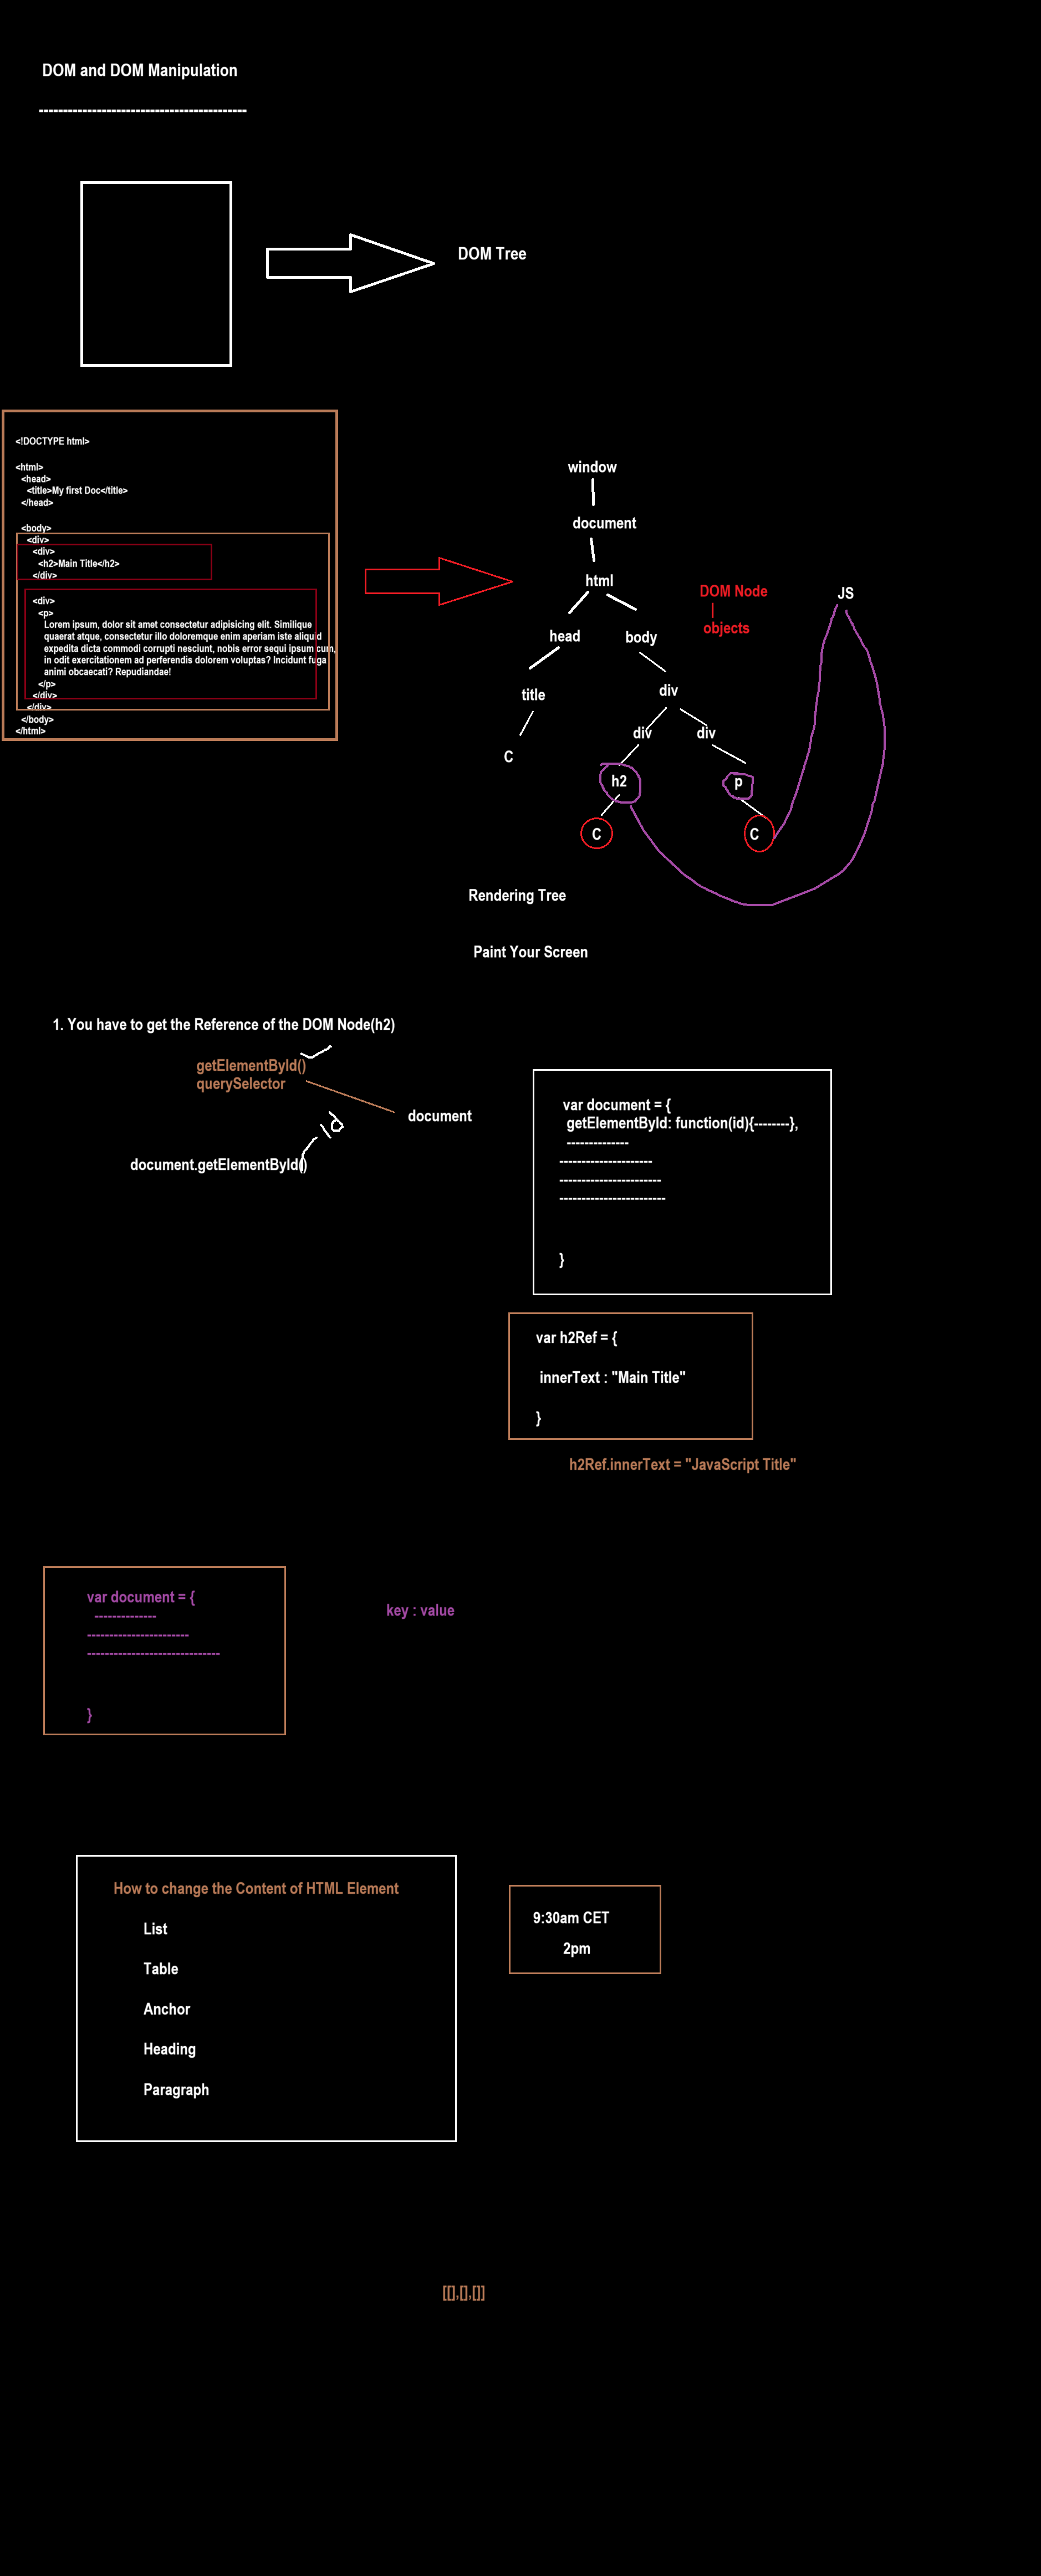 DOM and DOM Manipulation
-------------------------------------------
DOM Tree
<!DOCTYPE html>
<html>
<head>
<title>My first Doc</title>
</head>
<body>
<div>
<div>
<h2>Main Title</h2>
</div>
<div>
<p>
Lorem ipsum, dolor sit amet consectetur adipisicing elit. Similique
quaerat atque, consectetur illo doloremque enim aperiam iste aliquid
expedita dicta commodi corrupti nesciunt, nobis error sequi ipsum cum,
in odit exercitationem ad perferendis dolorem voluptas? Incidunt fuga
animi obcaecati? Repudiandae!
</p>
</div>
</div>
</body>
</html>
window
document
html
DOM Node
JS
objects
head
body
title
div
div
div
C
h2
p
C
C
Rendering Tree
Paint Your Screen
1. You have to get the Reference of the DOM Node(h2)
getElementById()
querySelector
document
id
document.getElementById()
var document = {
getElementById: function(id){--------},
--------------
---------------------
-----------------------
------------------------
}
var h2Ref = {
innerText : "Main Title"
}
h2Ref.innerText = "JavaScript Title"
var document = {
--------------
-----------------------
------------------------------
}
key : value
How to change the Content of HTML Element
List
Table
Anchor
Heading
Paragraph
9:30am CET
2pm
[[],[],[]]